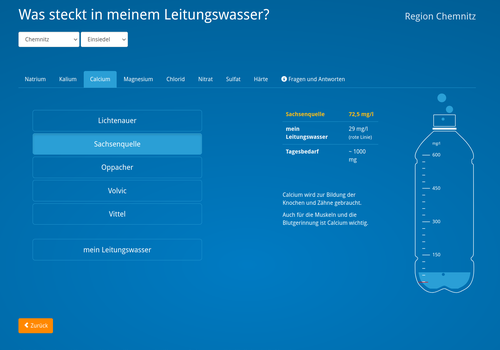 Was steckt in meinem Leitungswasser?
Region Chemnitz
Chemnitz
Einsiedel
Natrium Kalium Calcium Magnesium Chlorid Nitrat Sulfat Härte Fragen und Antworten
Lichtenauer
Sachsenquelle
Oppacher
Volvic
Vittel
mein Leitungswasser
Sachsenquelle 72,5 mg/l
mein 29 mg/l
Leitungswasser (rote Linie)
Tagesbedarf ~ 1000
mg
Calcium wird zur Bildung der
Knochen und Zähne gebraucht.
Auch für die Muskeln und die
Blutgerinnung ist Calcium wichtig.
mg/l
600
450
300
150
Zurück